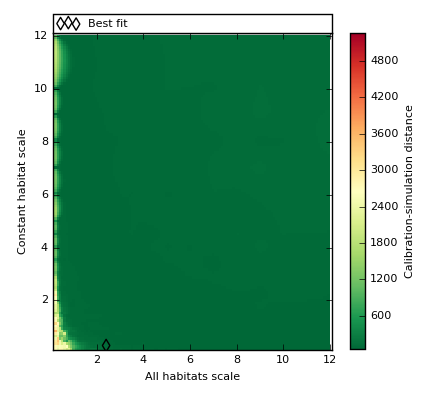 Best fit
12
10
8
6
4
2
Constant habitat scale
2 4 6 8 10 12
All habitats scale
4800
4200
3600
3000
2400
1800
1200
600
Calibration-simulation distance